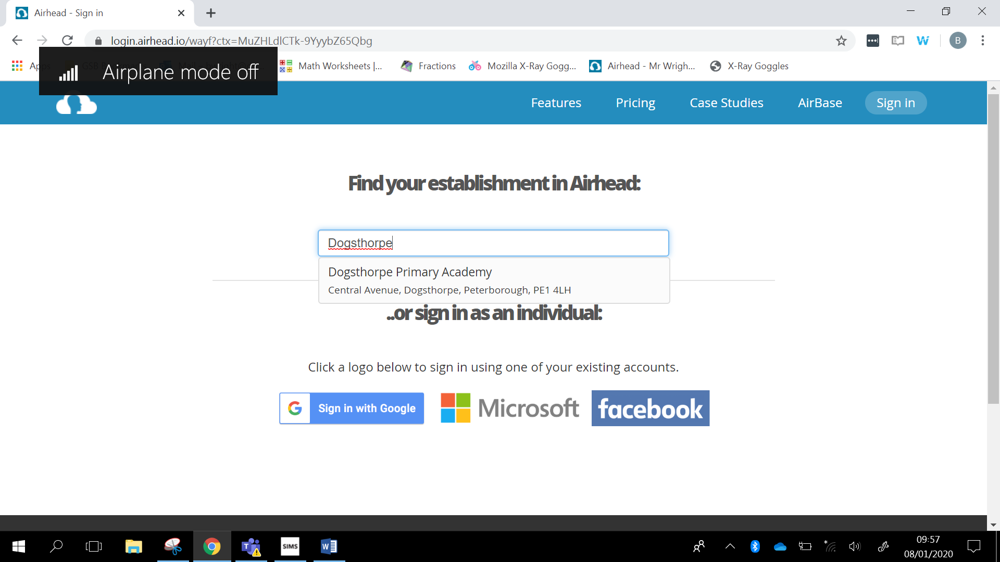 Airhead - Sign in
login.airhead.io/wayf?ctx=MuZHLdlCTk-9YyybZ65Qbg
B
Apps
Math Worksheets |...
Fractions
Mozilla X-Ray Gogg...
Airhead - Mr Wrigh...
X-Ray Goggles
Airplane mode off
Features
Pricing
Case Studies
AirBase
Sign in
Find your establishment in Airhead:
Dogsthorpe
Dogsthorpe Primary Academy
Central Avenue, Dogsthorpe, Peterborough, PE1 4LH
..or sign in as an individual:
Click a logo below to sign in using one of your existing accounts.
Sign in with Google
Microsoft
facebook
SIMS
09:57
08/01/2020